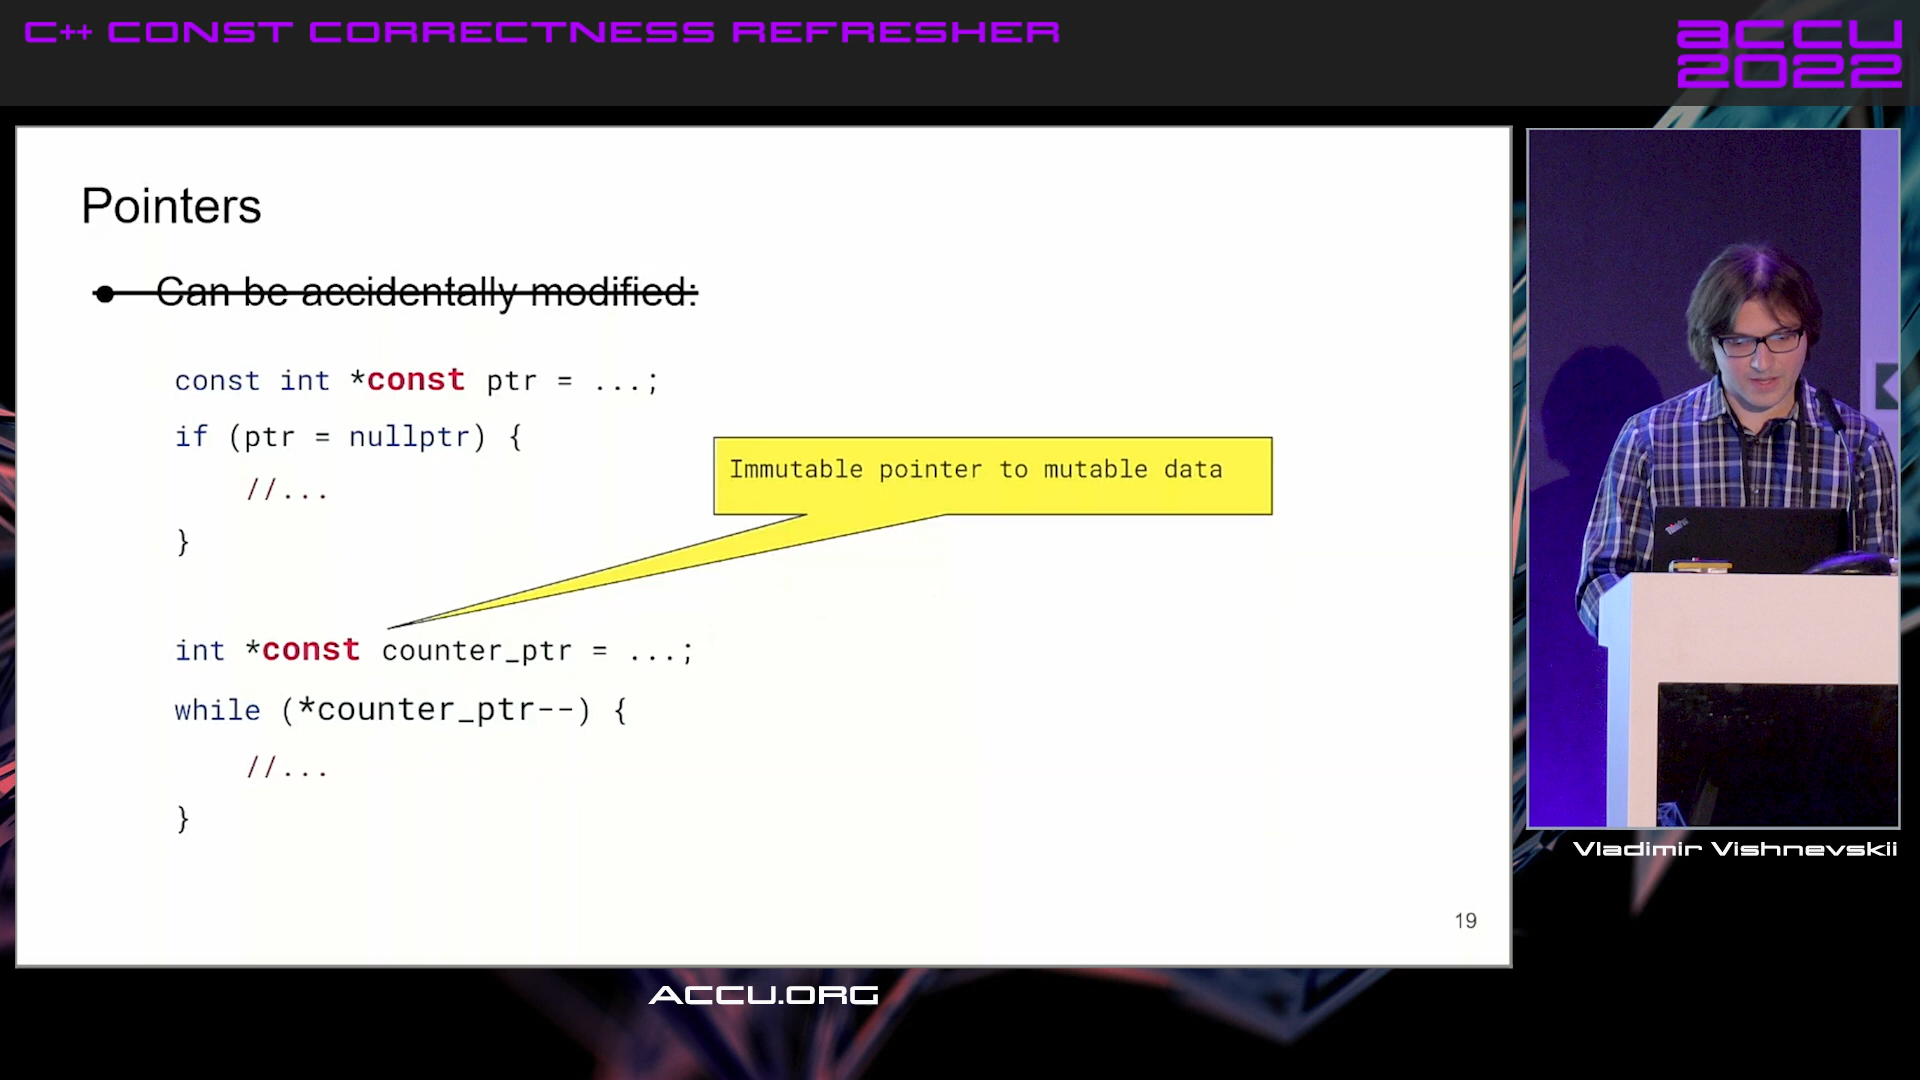 C++ CONST CORRECTNESS REFRESHER
accu
2022
Pointers
● Can be accidentally modified:
const int *const ptr = ...;
if (ptr = nullptr) {
//...
}
Immutable pointer to mutable data
int *const counter_ptr = ...;
while (*counter_ptr--) {
//...
}
19
Vladimir Vishnevskii
ACCU.ORG